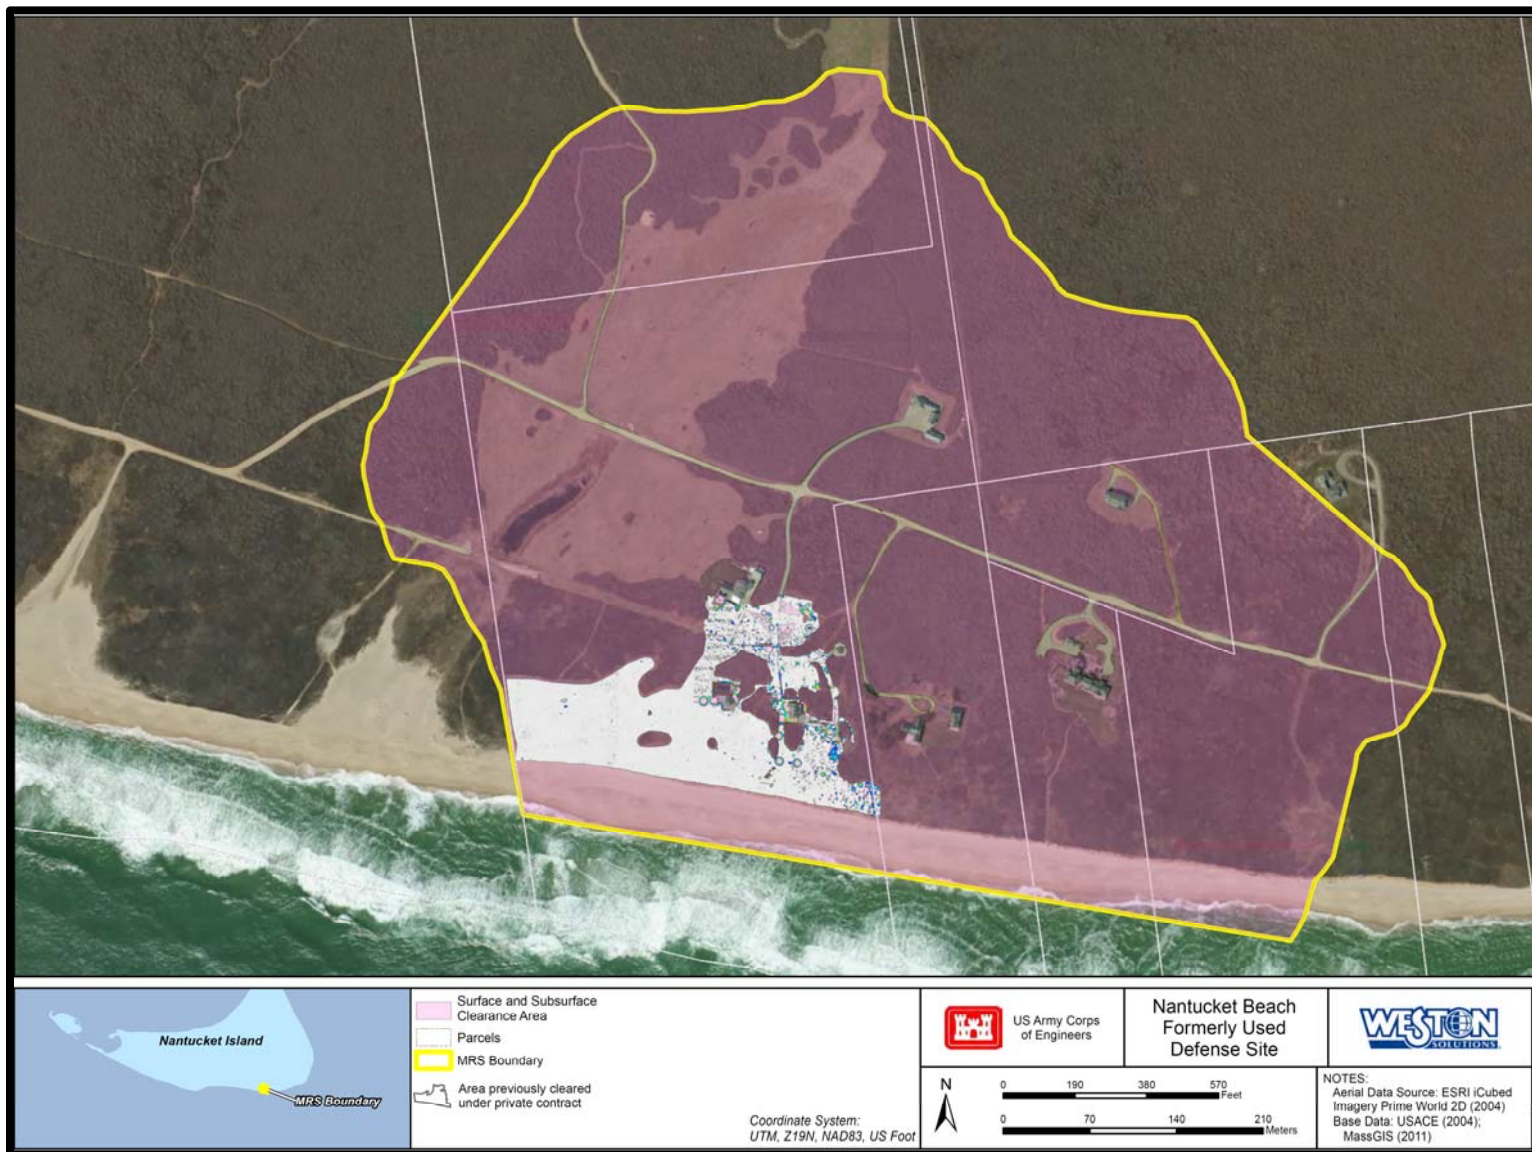 Nantucket Island
MRS Boundary
Surface and Subsurface
Clearance Area
Parcels
MRS Boundary
Area previously cleared
under private contract
Coordinate System:
UTM, Z19N, NAD83, US Foot
US Army Corps
of Engineers
Nantucket Beach
Formerly Used
Defense Site
WESTON
SOLUTIONS
N
0 190 380 570
Feet
0 70 140 210
Meters
NOTES:
Aerial Data Source: ESRI iCubed
Imagery Prime World 2D (2004)
Base Data: USACE (2004);
MassGIS (2011)